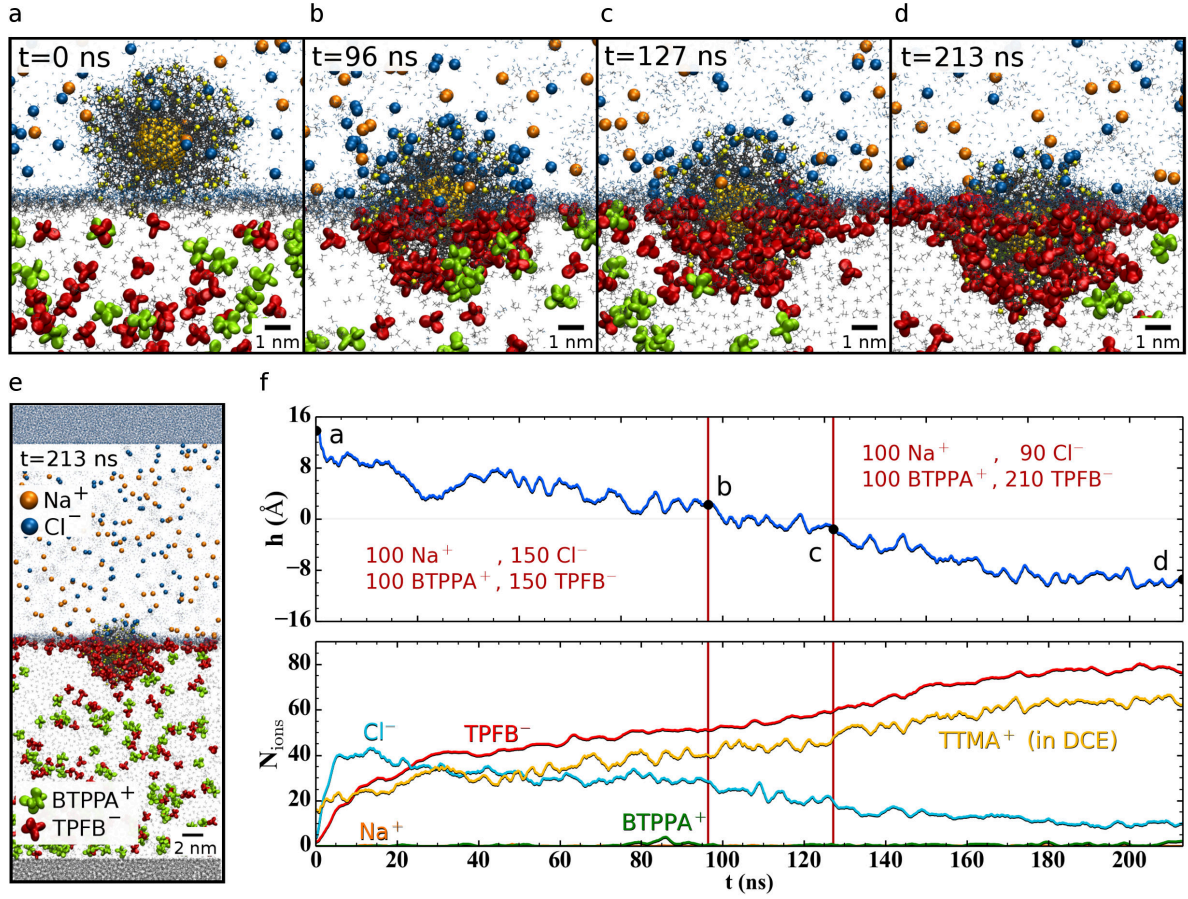 a
b
c
d
t=0 ns
t=96 ns
t=127 ns
t=213 ns
1 nm
1 nm
1 nm
1 nm
e
f
t=213 ns
Na⁺
Cl⁻
BTPPA⁺
TPFB⁻
2 nm
16
8
0
−8
−16
h (Å)
a
b
c
d
100 Na⁺ , 150 Cl⁻
100 BTPPA⁺ , 150 TPFB⁻
100 Na⁺ , 90 Cl⁻
100 BTPPA⁺ , 210 TPFB⁻
80
60
40
20
0
N_ions
Cl⁻
TPFB⁻
TTMA⁺ (in DCE)
Na⁺
BTPPA⁺
0 20 40 60 80 100 120 140 160 180 200
t (ns)